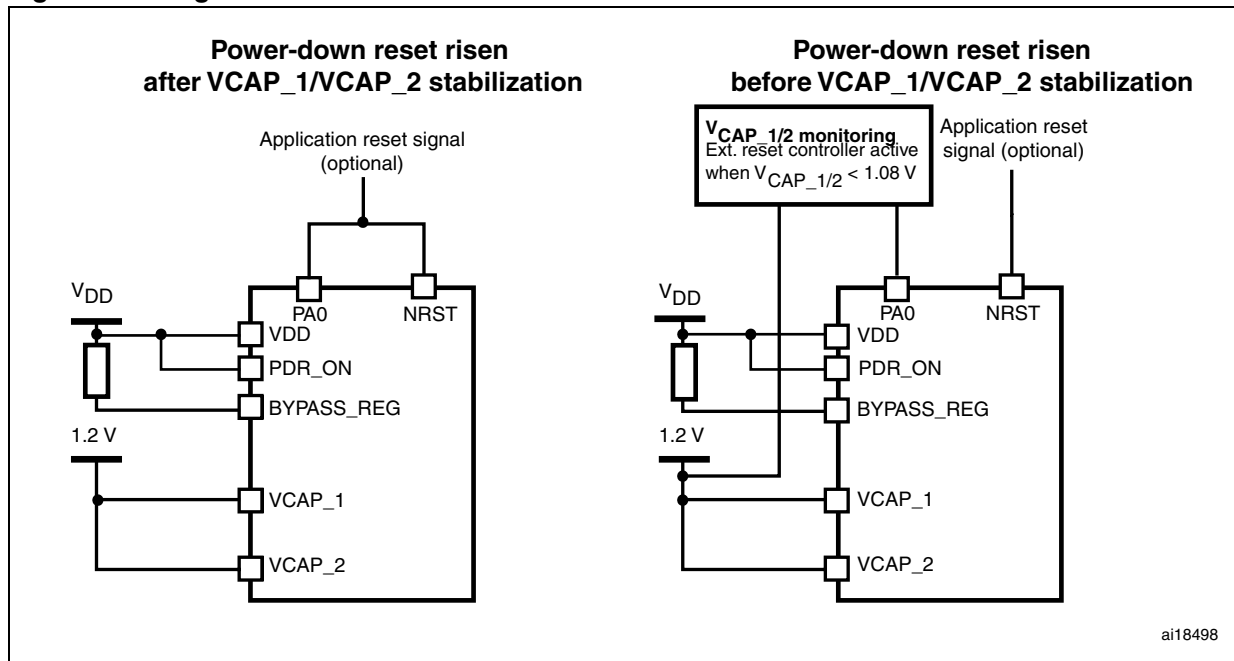 Power-down reset risen
after VCAP_1/VCAP_2 stabilization
Application reset signal
(optional)
VDD
PA0
NRST
VDD
PDR_ON
BYPASS_REG
1.2 V
VCAP_1
VCAP_2
Power-down reset risen
before VCAP_1/VCAP_2 stabilization
VCAP_1/2 monitoring
Ext. reset controller active
when VCAP_1/2 < 1.08 V
Application reset
signal (optional)
VDD
PA0
NRST
VDD
PDR_ON
BYPASS_REG
1.2 V
VCAP_1
VCAP_2
ai18498